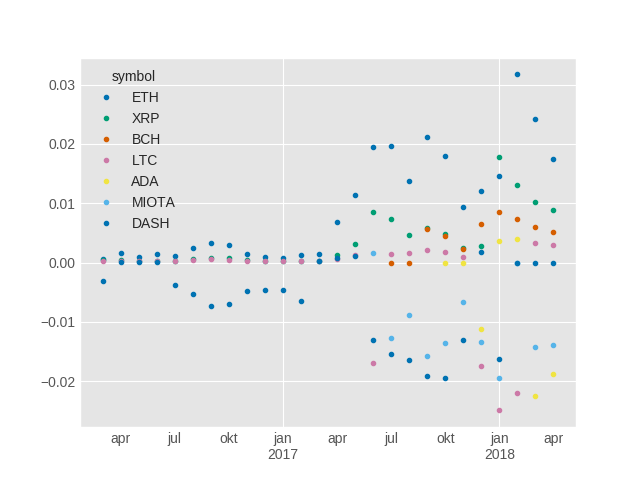 symbol
ETH
XRP
BCH
LTC
ADA
MIOTA
DASH
0.03
0.02
0.01
0.00
−0.01
−0.02
apr
jul
okt
jan
2017
apr
jul
okt
jan
2018
apr